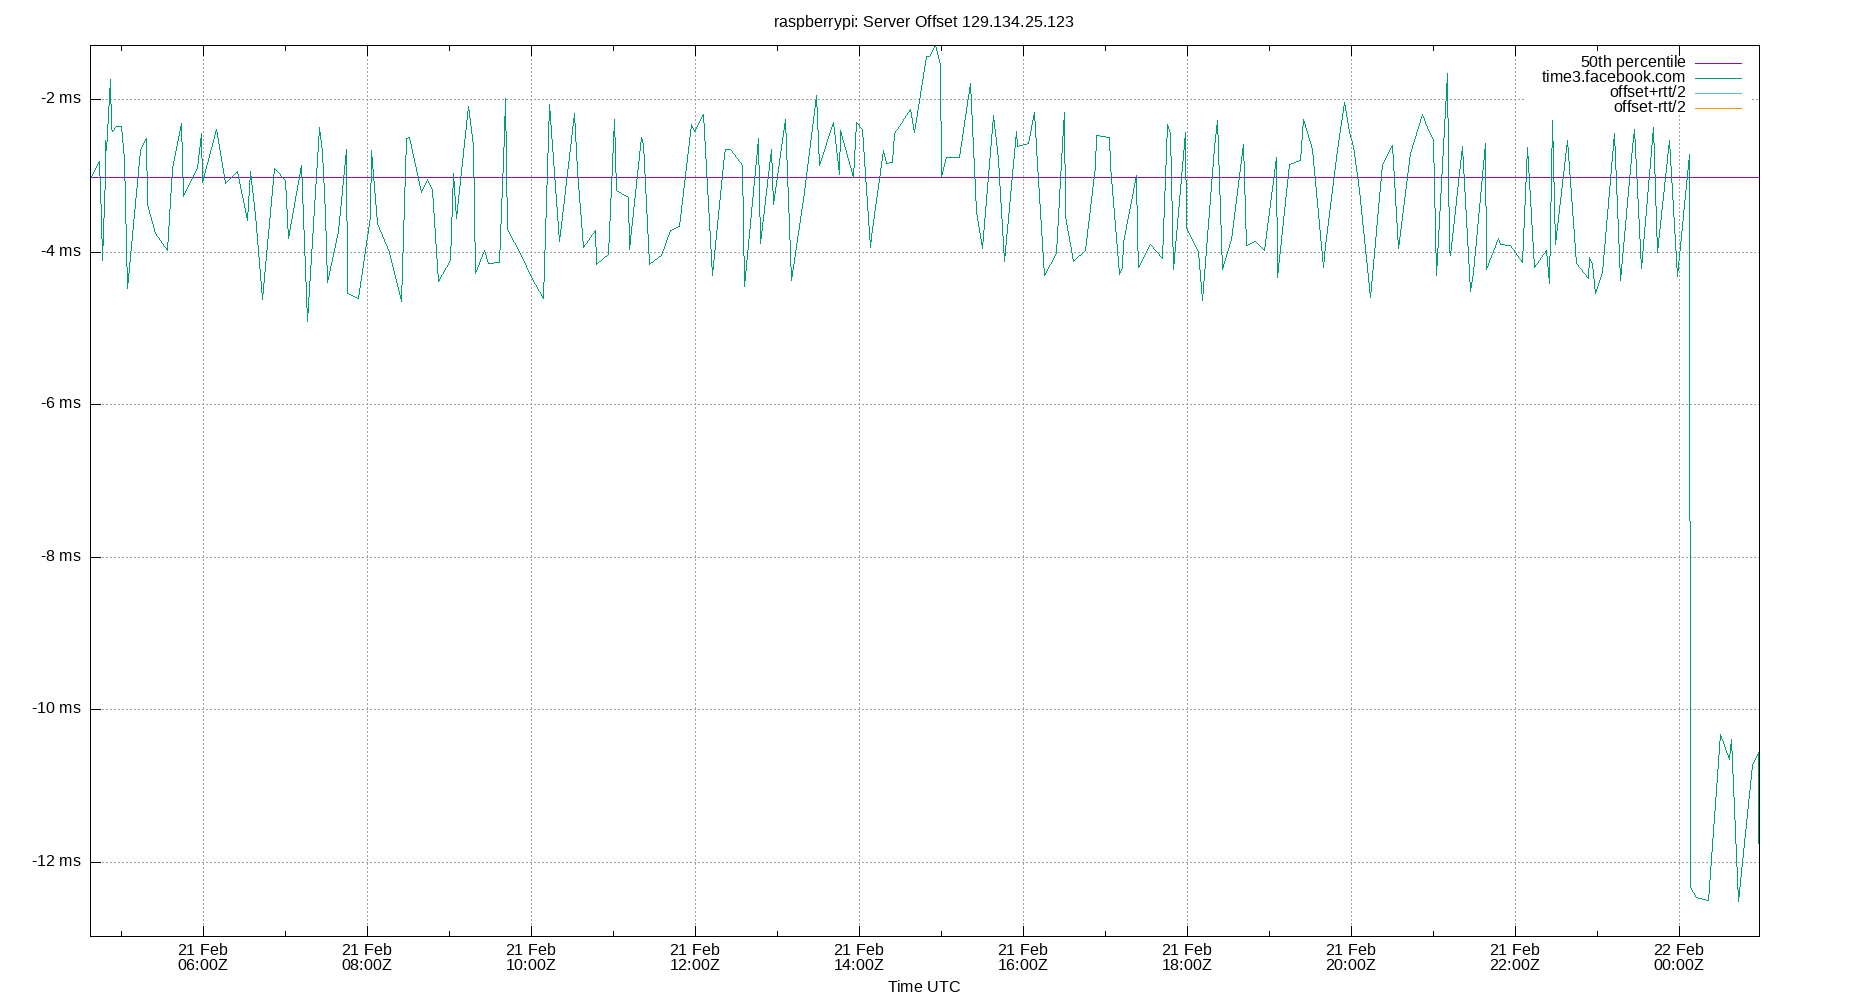 raspberrypi: Server Offset 129.134.25.123
50th percentile
time3.facebook.com
offset+rtt/2
offset-rtt/2
-2 ms
-4 ms
-6 ms
-8 ms
-10 ms
-12 ms
21 Feb 21 Feb 21 Feb 21 Feb 21 Feb 21 Feb 21 Feb 21 Feb 21 Feb 22 Feb
06:00Z 08:00Z 10:00Z 12:00Z 14:00Z 16:00Z 18:00Z 20:00Z 22:00Z 00:00Z
Time UTC